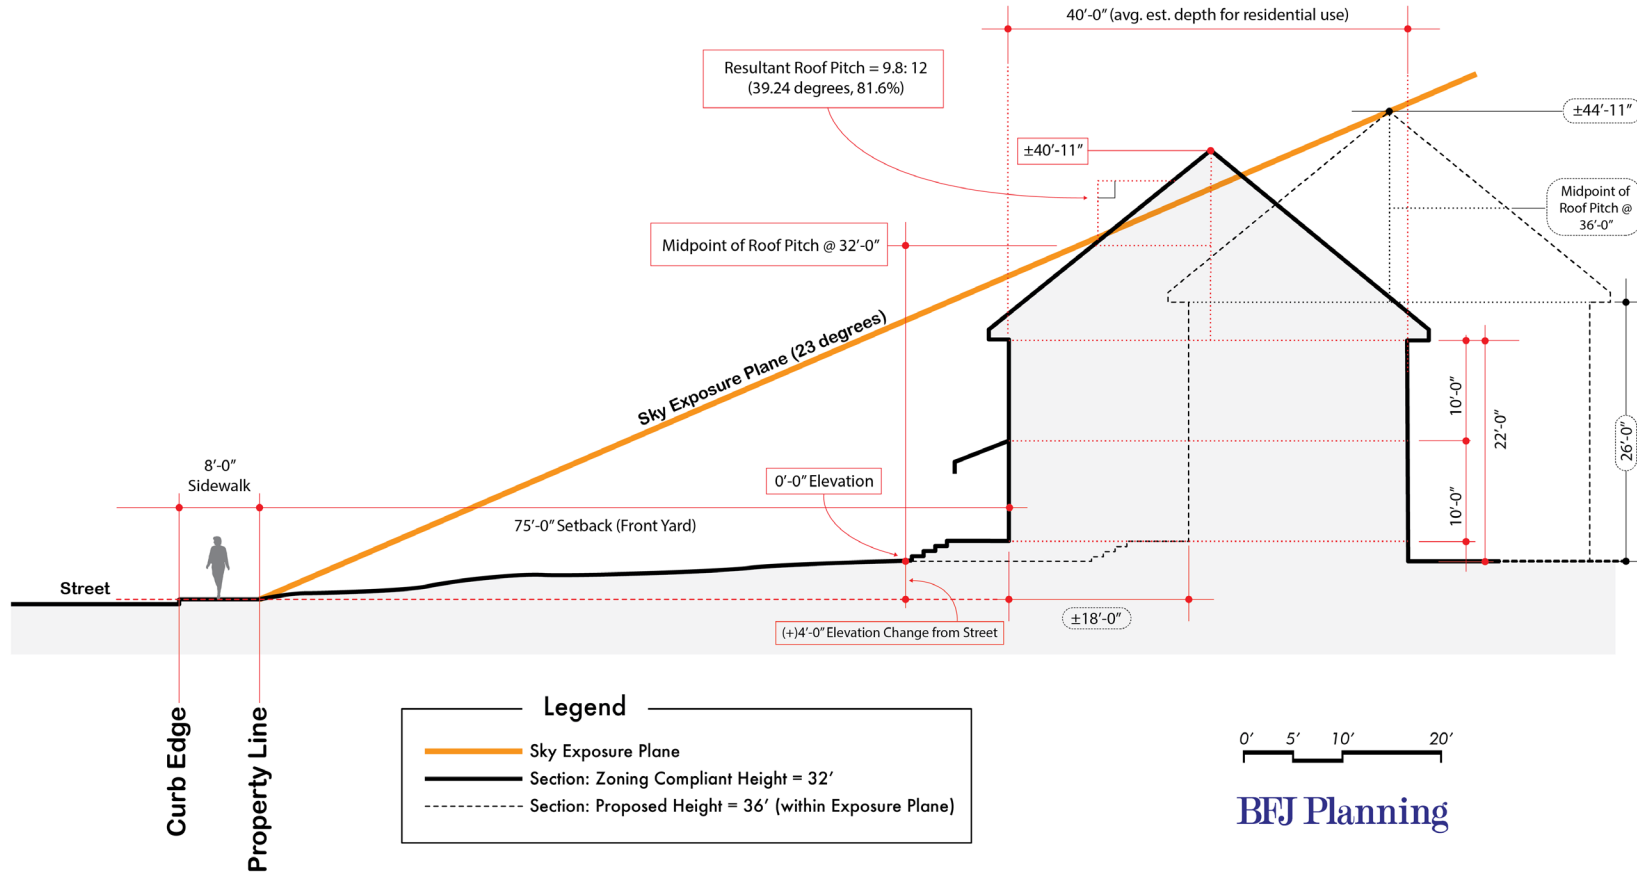 40'-0" (avg. est. depth for residential use)
Resultant Roof Pitch = 9.8: 12
(39.24 degrees, 81.6%)
±44'-11"
±40'-11"
Midpoint of
Roof Pitch @
36'-0"
Midpoint of Roof Pitch @ 32'-0"
Sky Exposure Plane (23 degrees)
10'-0"
22'-0"
26'-0"
8'-0"
Sidewalk
0'-0" Elevation
10'-0"
75'-0" Setback (Front Yard)
Street
±18'-0"
(+)4'-0" Elevation Change from Street
Curb Edge
Property Line
Legend
Sky Exposure Plane
Section: Zoning Compliant Height = 32'
Section: Proposed Height = 36' (within Exposure Plane)
0' 5' 10' 20'
BFJ Planning